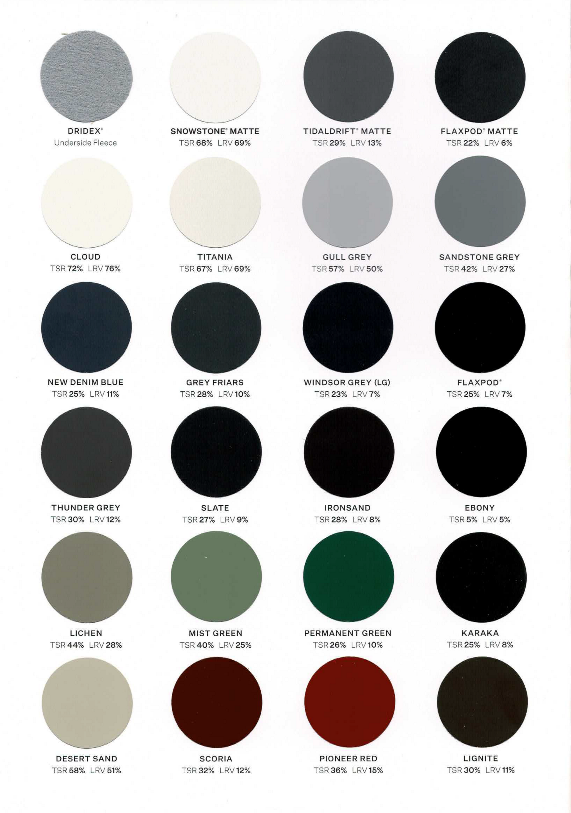 DRIDEX®
Underside Fleece
SNOWSTONE® MATTE
TSR 68% LRV 69%
TIDALDRIFT® MATTE
TSR 29% LRV 13%
FLAXPOD® MATTE
TSR 22% LRV 6%
CLOUD
TSR 72% LRV 76%
TITANIA
TSR 67% LRV 69%
GULL GREY
TSR 57% LRV 50%
SANDSTONE GREY
TSR 42% LRV 27%
NEW DENIM BLUE
TSR 25% LRV 11%
GREY FRIARS
TSR 28% LRV 10%
WINDSOR GREY (LG)
TSR 23% LRV 7%
FLAXPOD®
TSR 25% LRV 7%
THUNDER GREY
TSR 30% LRV 12%
SLATE
TSR 27% LRV 9%
IRONSAND
TSR 28% LRV 8%
EBONY
TSR 5% LRV 5%
LICHEN
TSR 44% LRV 28%
MIST GREEN
TSR 40% LRV 25%
PERMANENT GREEN
TSR 26% LRV 10%
KARAKA
TSR 25% LRV 8%
DESERT SAND
TSR 58% LRV 51%
SCORIA
TSR 32% LRV 12%
PIONEER RED
TSR 36% LRV 15%
LIGNITE
TSR 30% LRV 11%